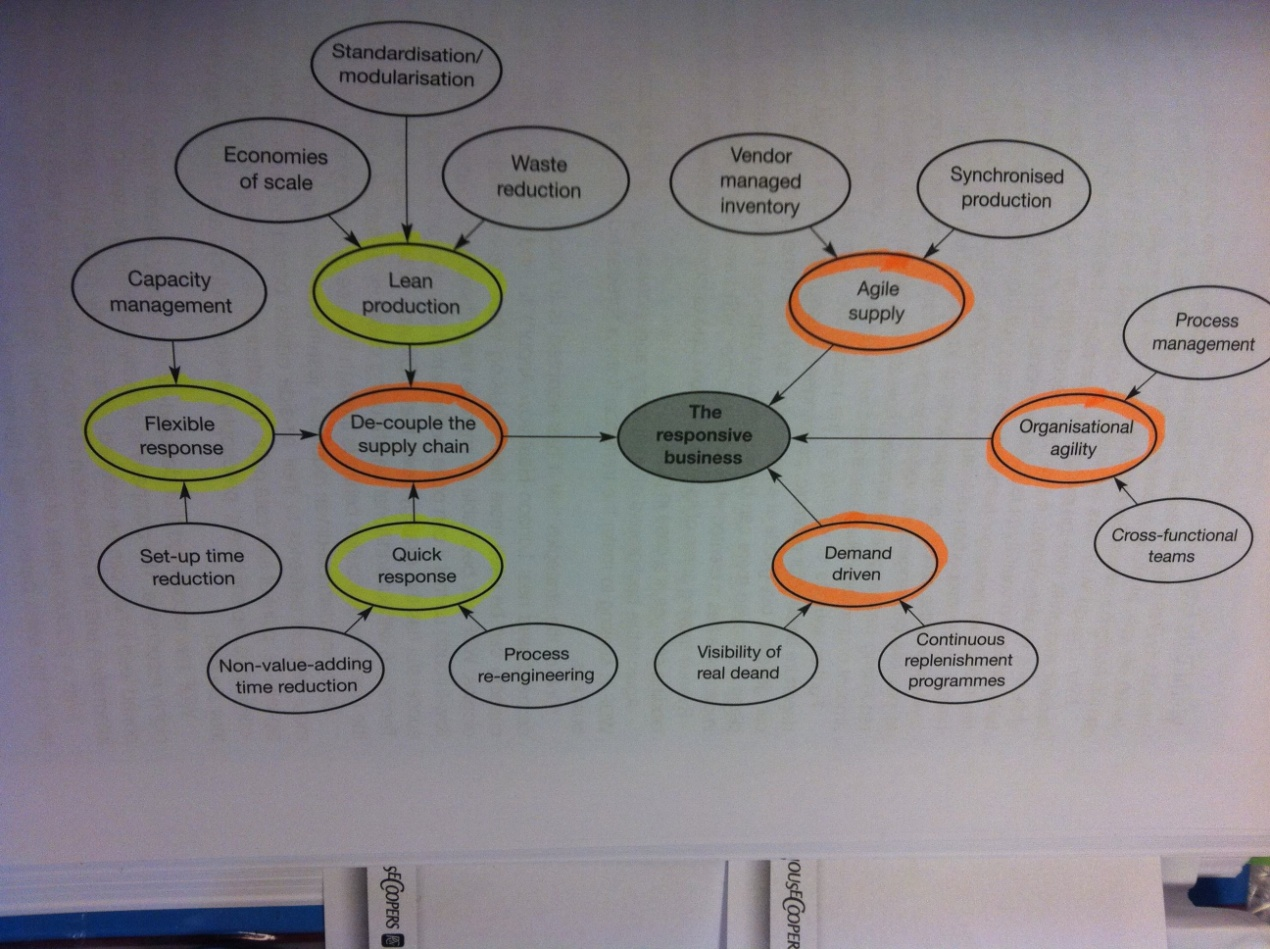 Standardisation/
modularisation
Economies
of scale
Waste
reduction
Vendor
managed
inventory
Synchronised
production
Capacity
management
Lean
production
Agile
supply
Process
management
Flexible
response
De-couple the
supply chain
The
responsive
business
Organisational
agility
Set-up time
reduction
Quick
response
Demand
driven
Cross-functional
teams
Non-value-adding
time reduction
Process
re-engineering
Visibility of
real deand
Continuous
replenishment
programmes
SECOOPERS
OUSECOOPER